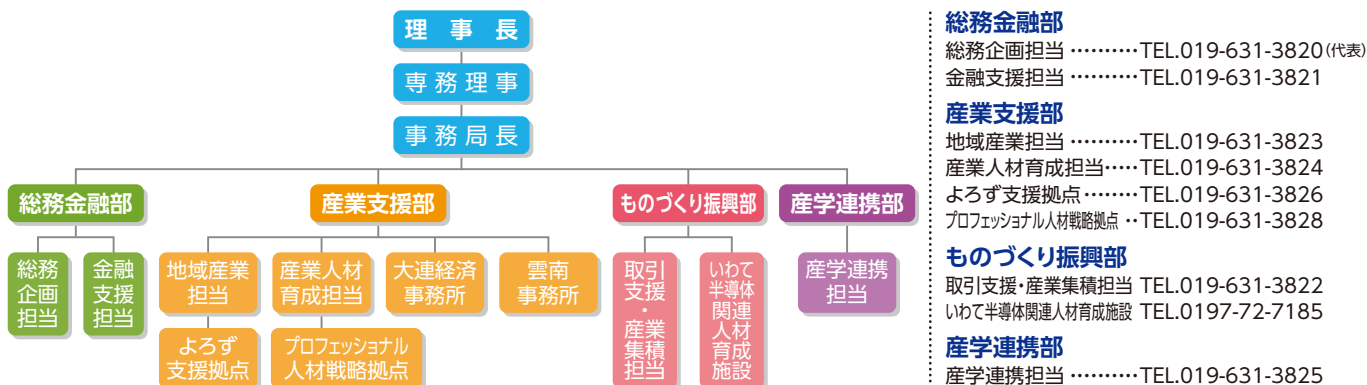 理事長
専務理事
事務局長
総務金融部
産業支援部
ものづくり振興部
産学連携部
総務
企画
担当
金融
支援
担当
地域産業
担当
産業人材
育成担当
大連経済
事務所
雲南
事務所
取引
支援
・
産業
集積
担当
いわて
半導体
関連
人材
育成
施設
産学連携
担当
よろず
支援拠点
プロフェッショナル
人材戦略拠点
総務金融部
総務企画担当 ··········TEL.019-631-3820(代表)
金融支援担当 ··········TEL.019-631-3821
産業支援部
地域産業担当 ··········TEL.019-631-3823
産業人材育成担当·····TEL.019-631-3824
よろず支援拠点········TEL.019-631-3826
プロフェッショナル人材戦略拠点 ··TEL.019-631-3828
ものづくり振興部
取引支援・産業集積担当 TEL.019-631-3822
いわて半導体関連人材育成施設 TEL.0197-72-7185
産学連携部
産学連携担当 ··········TEL.019-631-3825